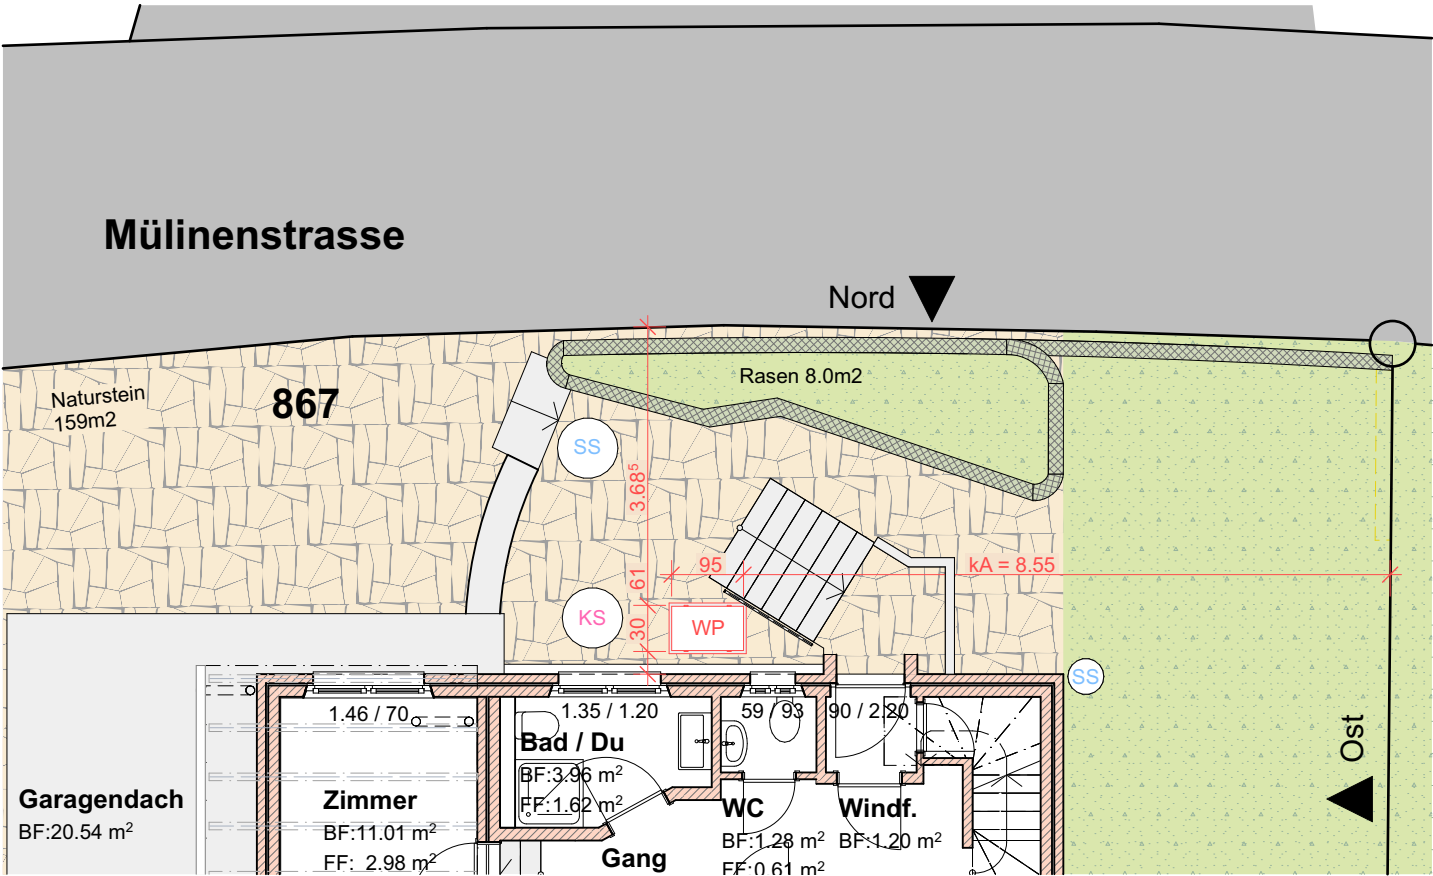 Mülinenstrasse
Nord
Naturstein
159m2
867
Rasen 8.0m2
SS
3.68⁵
95
kA = 8.55
61
KS
30
WP
SS
1.46 / 70
1.35 / 1.20
59 / 93
90 / 2.20
Ost
Bad / Du
BF:3.96 m²
FF:1.62 m²
Garagendach
BF:20.54 m²
Zimmer
BF:11.01 m²
FF: 2.98 m²
WC
BF:1.28 m²
FF:0.61 m²
Windf.
BF:1.20 m²
Gang